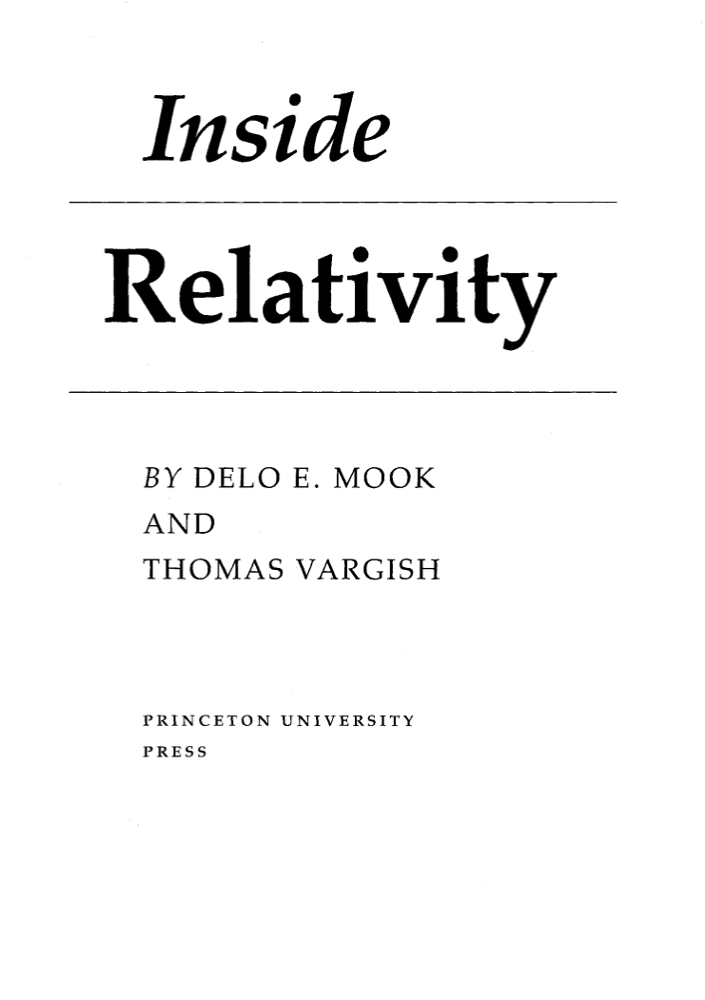 Inside
Relativity
BY DELO E. MOOK
AND
THOMAS VARGISH
PRINCETON UNIVERSITY
PRESS